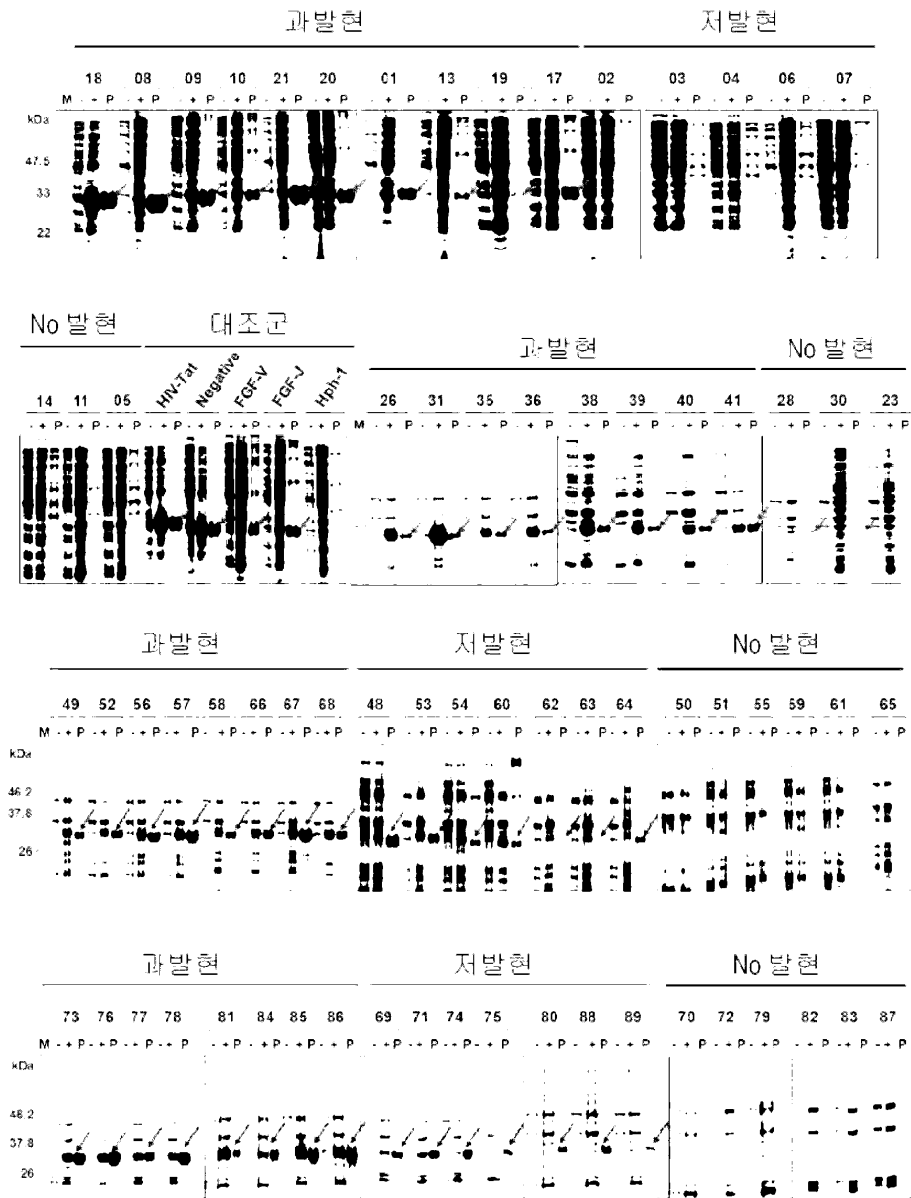 과발현 저발현
18 08 09 10 21 20 01 13 19 17 02 03 04 06 07
M - + P - + P - + P - + P - + P - + P - + P - + P - + P - + P - + P - + P - + P - + P - + P
kDa
47.5
33
22
No 발현 대조군 과발현 No 발현
14 11 05 HIV-Tat Negative FGF-V FGF-J Hph-1 26 31 35 36 38 39 40 41 28 30 23
- + P - + P - + P - + P - + P - + P - + P - + P M - + P - + P - + P - + P - + P - + P - + P - + P - + P - + P - + P
과발현 저발현 No 발현
49 52 56 57 58 66 67 68 48 53 54 60 62 63 64 50 51 55 59 61 65
M - + P - + P - + P - + P - + P - + P - + P - + P - + P - + P - + P - + P - + P - + P - + P - + P - + P - + P - + P - + P - + P
kDa
46.2
37.8
26
과발현 저발현 No 발현
73 76 77 78 81 84 85 86 69 71 74 75 80 88 89 70 72 79 82 83 87
M - + P - + P - + P - + P - + P - + P - + P - + P - + P - + P - + P - + P - + P - + P - + P - + P - + P - + P - + P - + P - + P
kDa
46.2
37.8
26